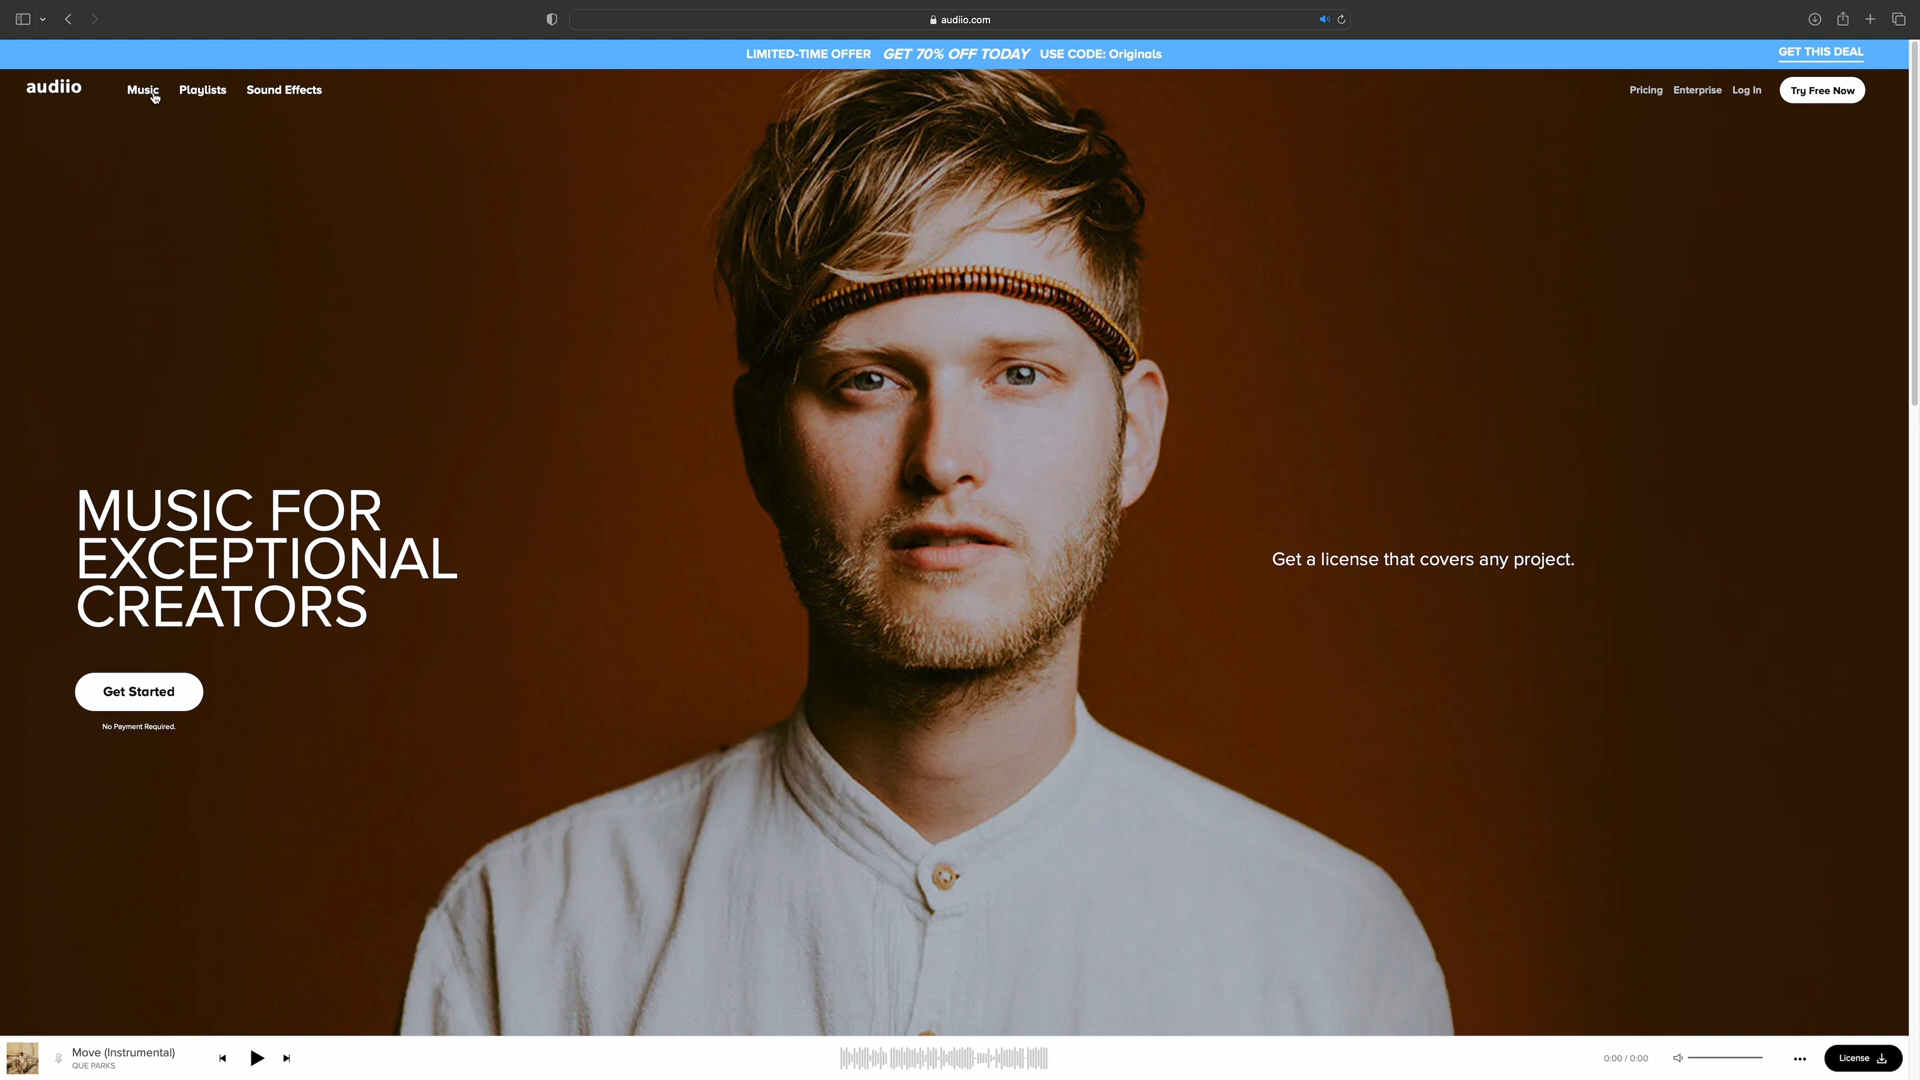 audiio.com
LIMITED-TIME OFFER GET 70% OFF TODAY USE CODE: Originals
GET THIS DEAL
audiio
Music
Playlists
Sound Effects
Pricing
Enterprise
Log In
Try Free Now
MUSIC FOR
EXCEPTIONAL
CREATORS
Get a license that covers any project.
Get Started
No Payment Required.
Move (Instrumental)
QUE PARKS
0:00 / 0:00
License